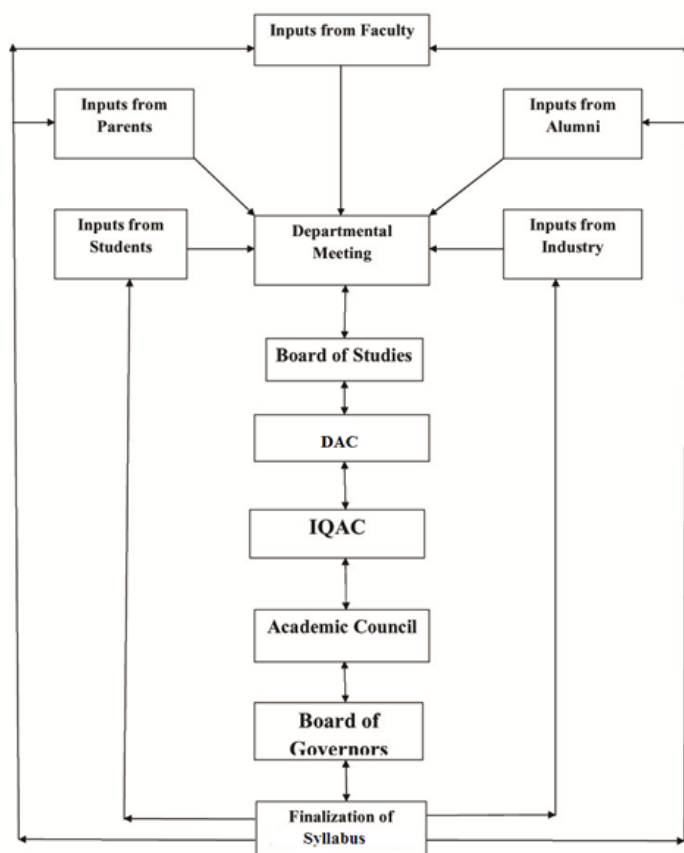 Inputs from Faculty
Inputs from
Parents
Inputs from
Alumni
Inputs from
Students
Departmental
Meeting
Inputs from
Industry
Board of Studies
DAC
IQAC
Academic Council
Board of
Governors
Finalization of
Syllabus